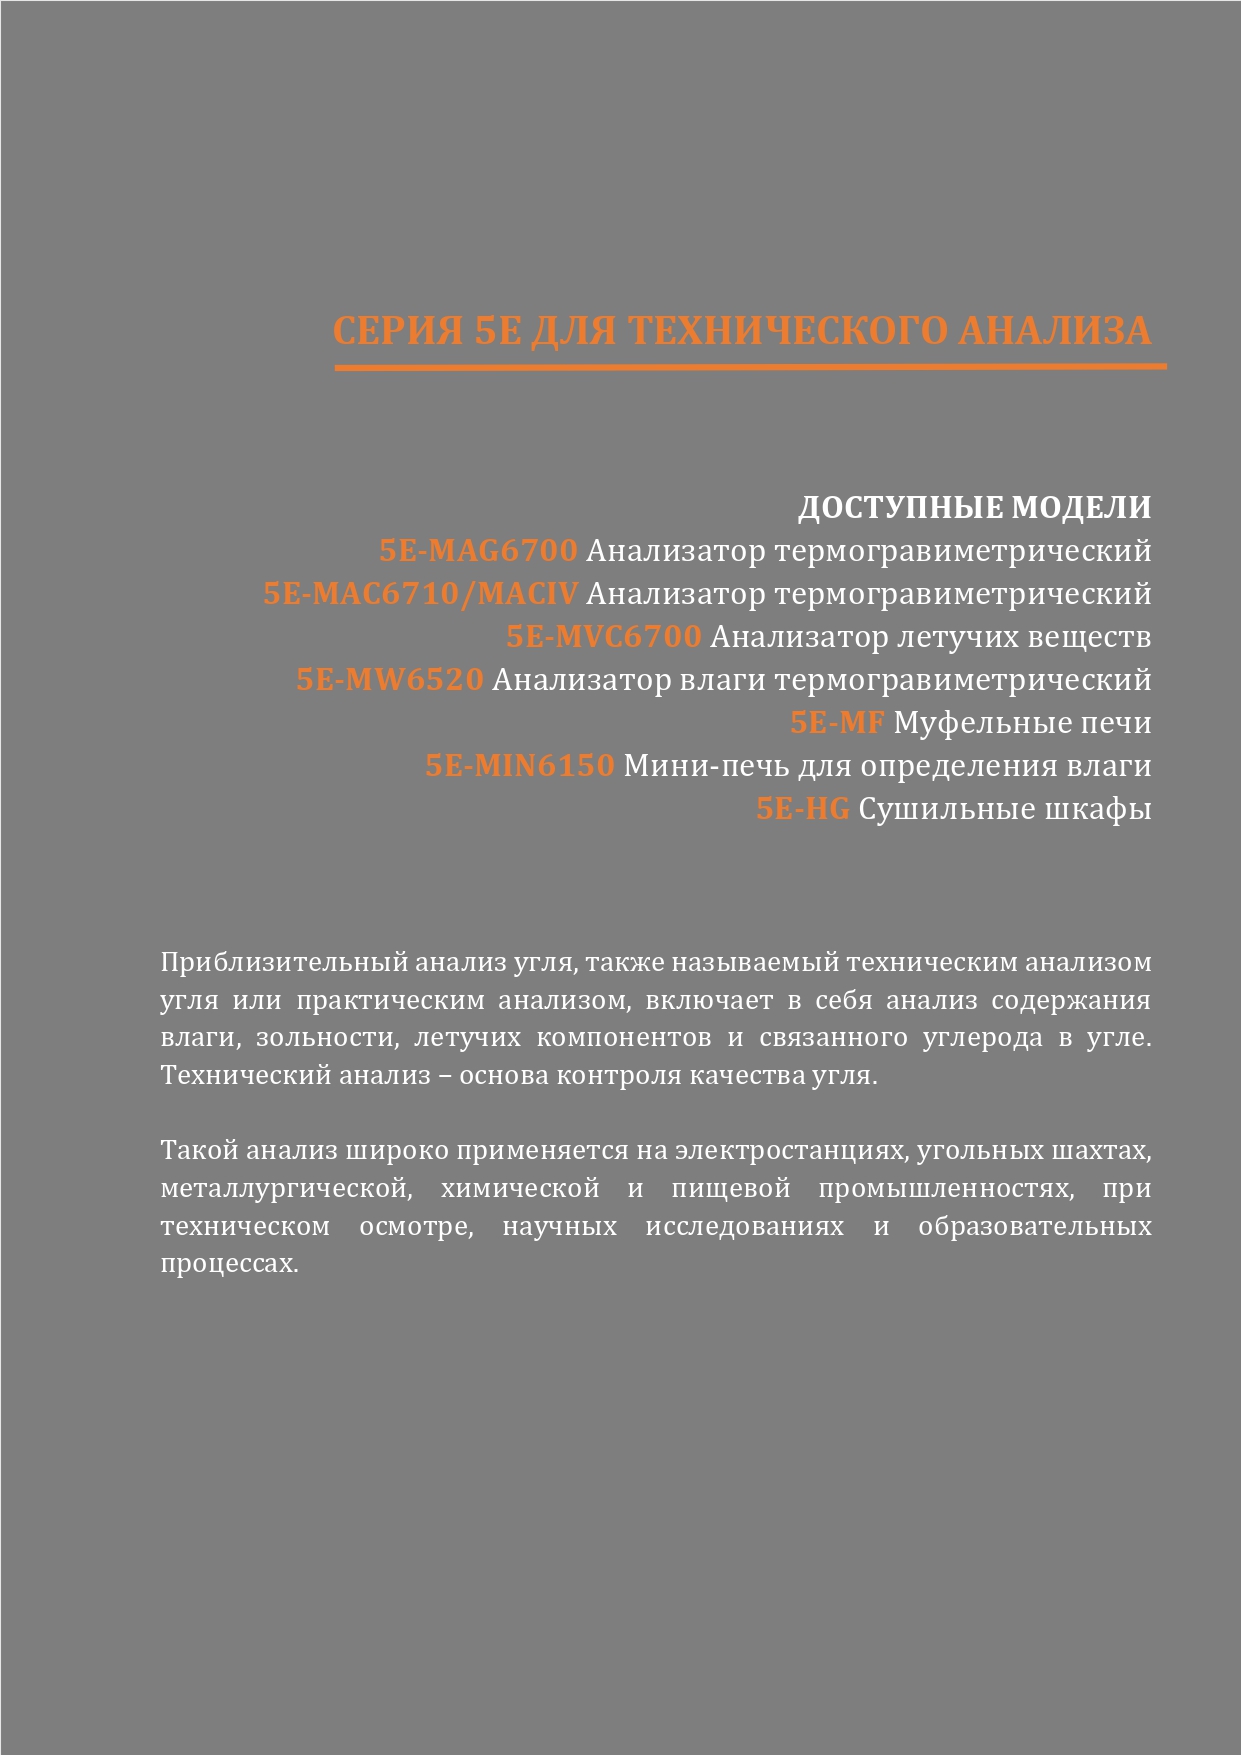 СЕРИЯ 5E ДЛЯ ТЕХНИЧЕСКОГО АНАЛИЗА
ДОСТУПНЫЕ МОДЕЛИ
5E-MAG6700 Анализатор термогравиметрический
5E-MAC6710/MACIV Анализатор термогравиметрический
5E-MVC6700 Анализатор летучих веществ
5E-MW6520 Анализатор влаги термогравиметрический
5E-MF Муфельные печи
5E-MIN6150 Мини-печь для определения влаги
5E-HG Сушильные шкафы
Приблизительный анализ угля, также называемый техническим анализом
угля или практическим анализом, включает в себя анализ содержания
влаги, зольности, летучих компонентов и связанного углерода в угле.
Технический анализ – основа контроля качества угля.
Такой анализ широко применяется на электростанциях, угольных шахтах,
металлургической, химической и пищевой промышленностях, при
техническом осмотре, научных исследованиях и образовательных
процессах.